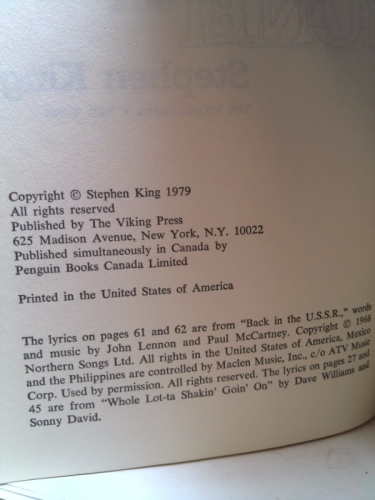 Copyright © Stephen King 1979
All rights reserved
Published by The Viking Press
625 Madison Avenue, New York, N.Y. 10022
Published simultaneously in Canada by
Penguin Books Canada Limited
Printed in the United States of America
The lyrics on pages 61 and 62 are from "Back in the U.S.S.R.," words
and music by John Lennon and Paul McCartney. Copyright © 1968
Northern Songs Ltd. All rights in the United States of America, Mexico
and the Philippines are controlled by Maclen Music, Inc., c/o ATV Music
Corp. Used by permission. All rights reserved. The lyrics on pages 27 and
45 are from "Whole Lot-ta Shakin' Goin' On" by Dave Williams and
Sonny David.